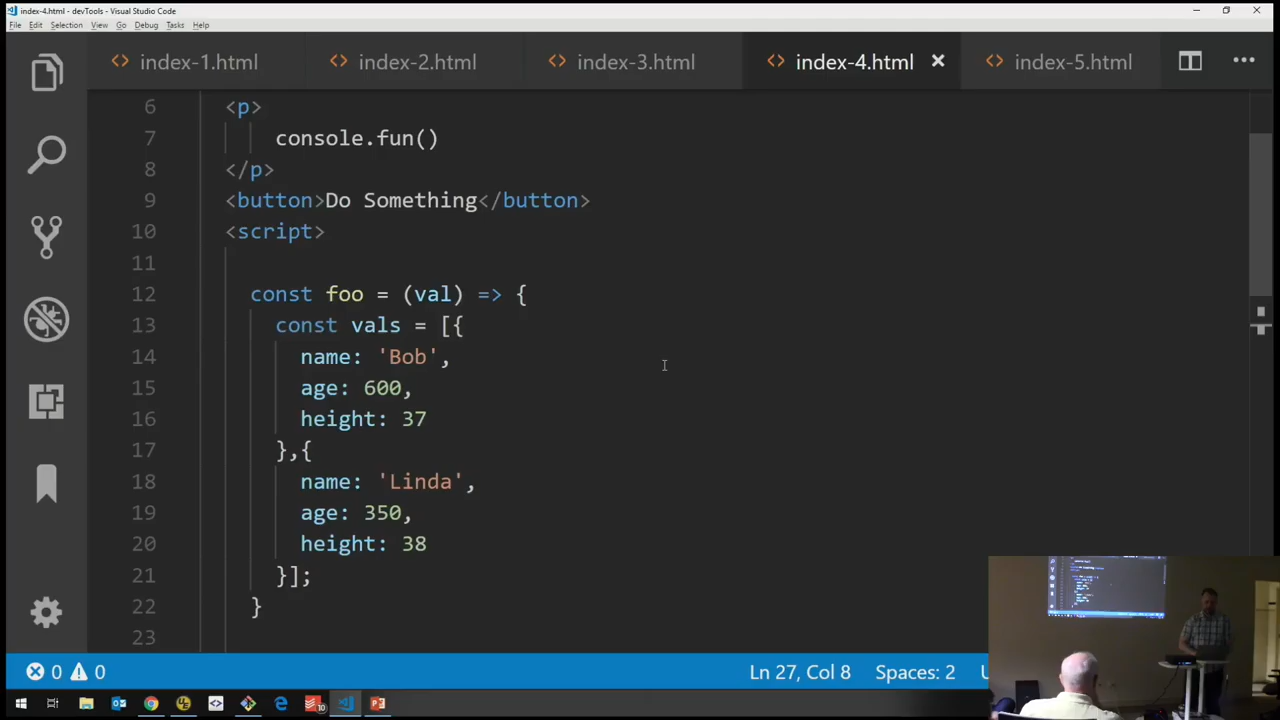 index-4.html - devTools - Visual Studio Code
File Edit Selection View Go Debug Tasks Help
index-1.html index-2.html index-3.html index-4.html index-5.html
6 <p>
7 console.fun()
8 </p>
9 <button>Do Something</button>
10 <script>
11
12 const foo = (val) => {
13 const vals = [{
14 name: 'Bob',
15 age: 600,
16 height: 37
17 },{
18 name: 'Linda',
19 age: 350,
20 height: 38
21 }];
22 }
23
0 0 Ln 27, Col 8 Spaces: 2 U
10